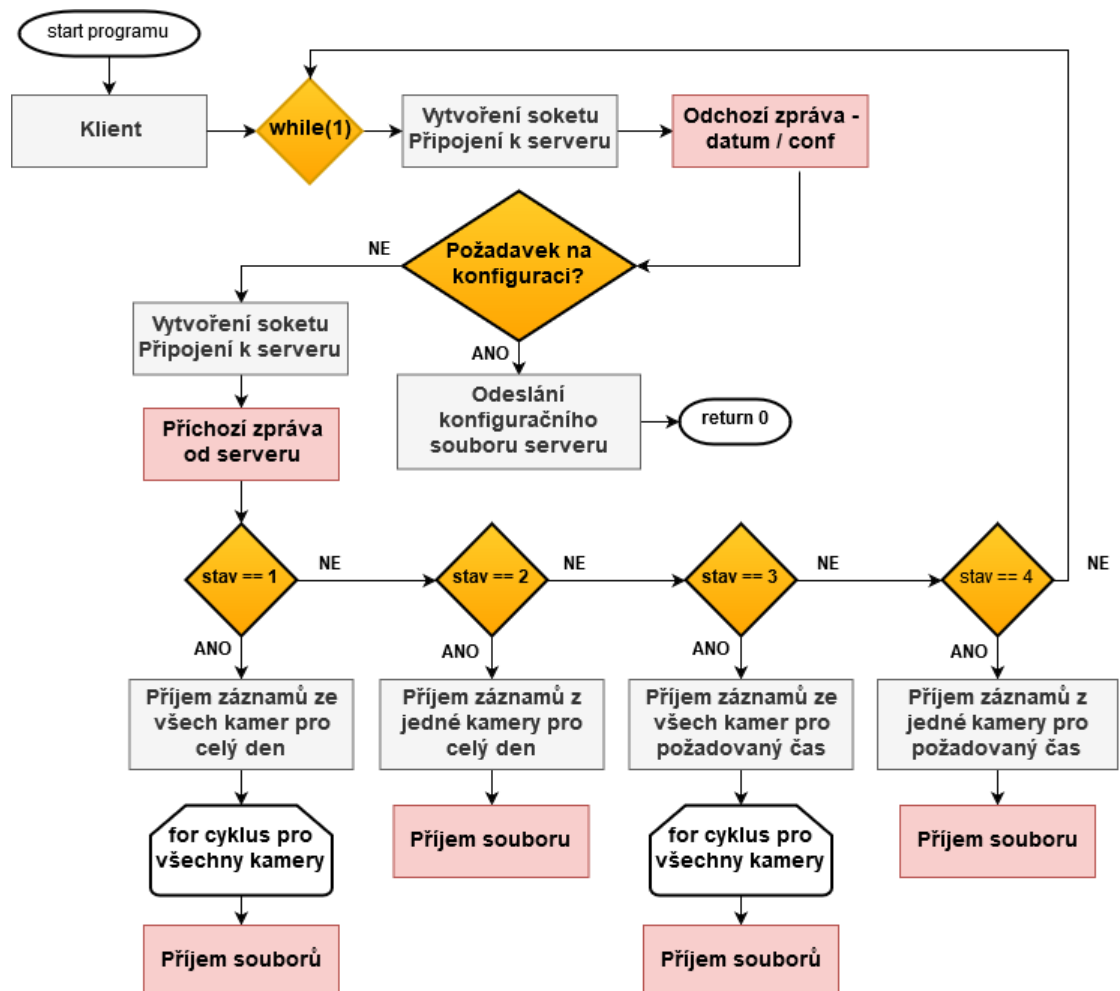 start programu
Klient
while(1)
Vytvoření soketu
Připojení k serveru
Odchozí zpráva -
datum / conf
Požadavek na
konfiguraci?
NE
ANO
Vytvoření soketu
Připojení k serveru
Odeslání
konfiguračního
souboru serveru
return 0
Příchozí zpráva
od serveru
stav == 1
NE
stav == 2
NE
stav == 3
NE
stav == 4
NE
ANO
ANO
ANO
ANO
Příjem záznamů ze
všech kamer pro
celý den
Příjem záznamů z
jedné kamery pro
celý den
Příjem záznamů ze
všech kamer pro
požadovaný čas
Příjem záznamů z
jedné kamery pro
požadovaný čas
for cyklus pro
všechny kamery
Příjem souboru
for cyklus pro
všechny kamery
Příjem souboru
Příjem souborů
Příjem souborů